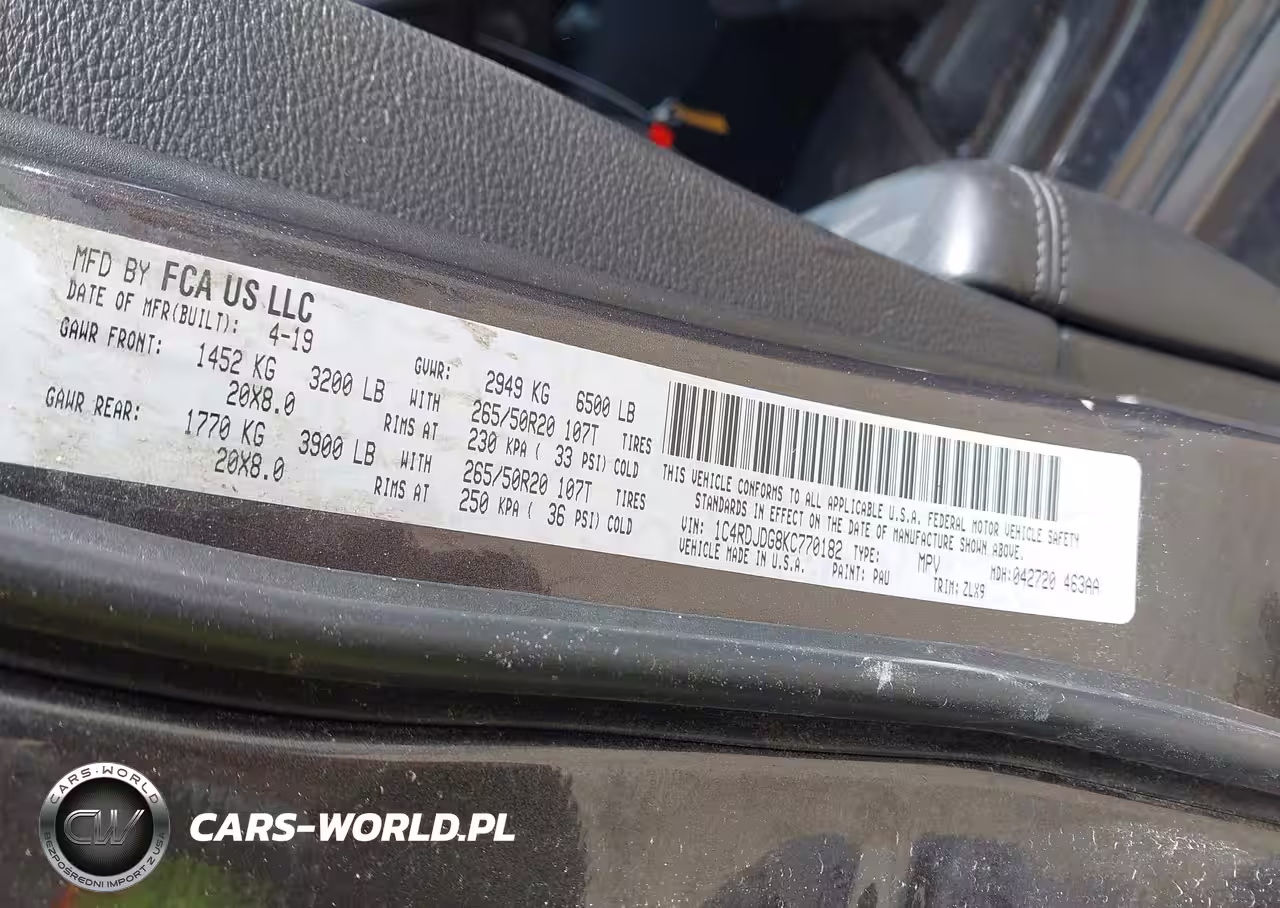 MFD BY FCA US LLC
DATE OF MFR(BUILT): 4-19
GAWR FRONT: 1452 KG 3200 LB WITH
20X8.0 RIMS AT
GAWR REAR: 1770 KG 3900 LB WITH
20X8.0 RIMS AT
GVWR: 2949 KG 6500 LB
265/50R20 107T TIRES
230 KPA ( 33 PSI) COLD
265/50R20 107T TIRES
250 KPA ( 36 PSI) COLD
THIS VEHICLE CONFORMS TO ALL APPLICABLE U.S.A. FEDERAL MOTOR VEHICLE SAFETY
STANDARDS IN EFFECT ON THE DATE OF MANUFACTURE SHOWN ABOVE.
VIN: 1C4RDJDG8KC770182 TYPE: MPV MDH:042720 463AA
VEHICLE MADE IN U.S.A. PAINT: PAU TRIM: ZLX9
CARS-WORLD
CW
BEZPOŚREDNI IMPORT Z USA
CARS-WORLD.PL